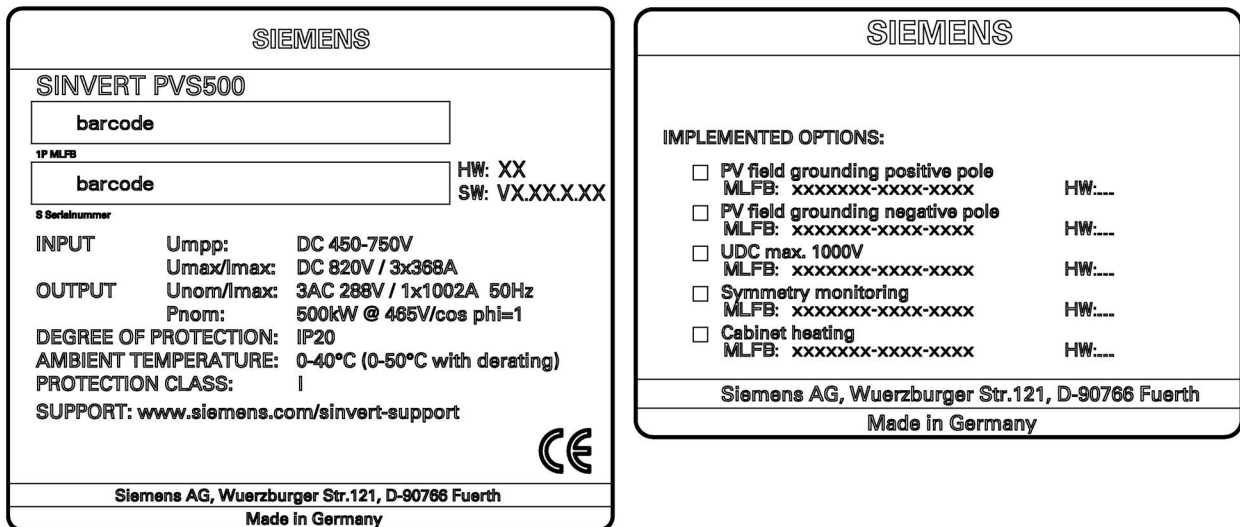 SIEMENS
SINVERT PVS500
barcode
1P MLFB
barcode
HW: XX
SW: VX.XX.X.XX
S Serialnummer
INPUT Umpp: DC 450-750V
Umax/Imax: DC 820V / 3x368A
OUTPUT Unom/Imax: 3AC 288V / 1x1002A 50Hz
Pnom: 500kW @ 465V/cos phi=1
DEGREE OF PROTECTION: IP20
AMBIENT TEMPERATURE: 0-40°C (0-50°C with derating)
PROTECTION CLASS: I
SUPPORT: www.siemens.com/sinvert-support
CE
Siemens AG, Wuerzburger Str.121, D-90766 Fuerth
Made in Germany
SIEMENS
IMPLEMENTED OPTIONS:
PV field grounding positive pole
MLFB: xxxxxxx-xxxx-xxxx HW:...
PV field grounding negative pole
MLFB: xxxxxxx-xxxx-xxxx HW:...
UDC max. 1000V
MLFB: xxxxxxx-xxxx-xxxx HW:...
Symmetry monitoring
MLFB: xxxxxxx-xxxx-xxxx HW:...
Cabinet heating
MLFB: xxxxxxx-xxxx-xxxx HW:...
Siemens AG, Wuerzburger Str.121, D-90766 Fuerth
Made in Germany